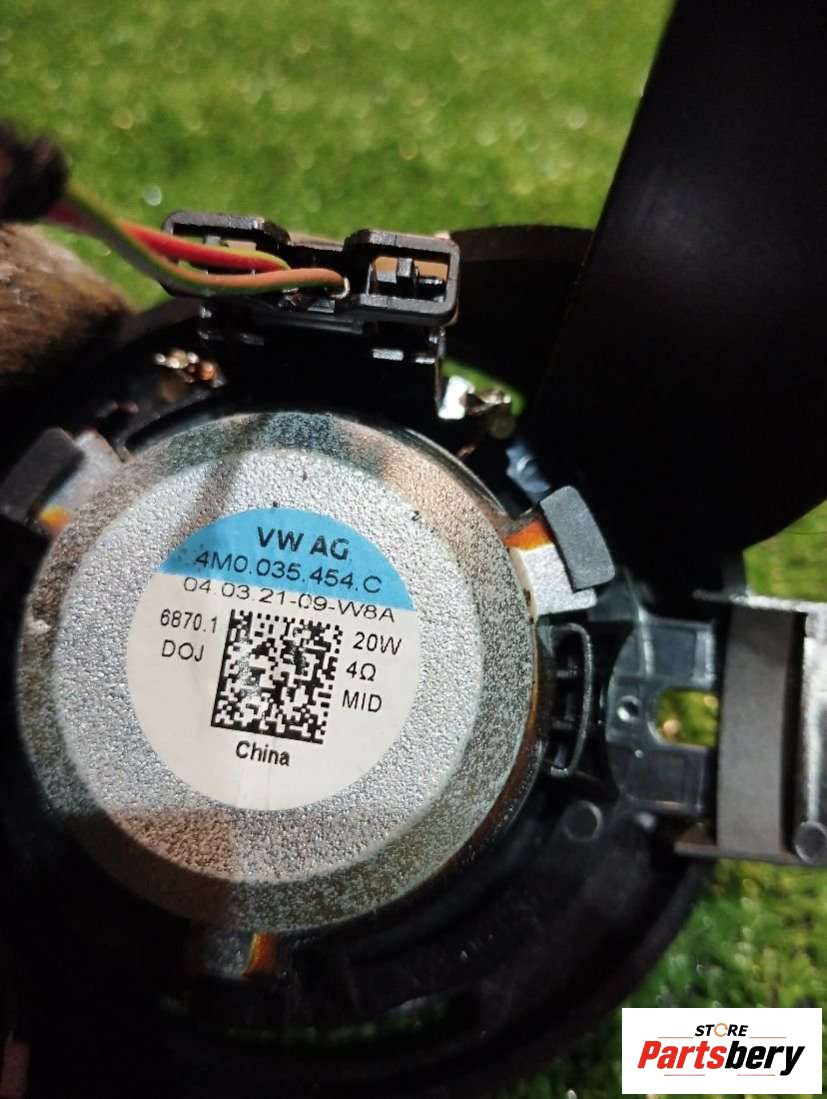 VW AG
4M0.035.454.C
04.03.21-09-W8A
6870.1
DOJ
20W
4Ω
MID
China
STORE
Partsbery